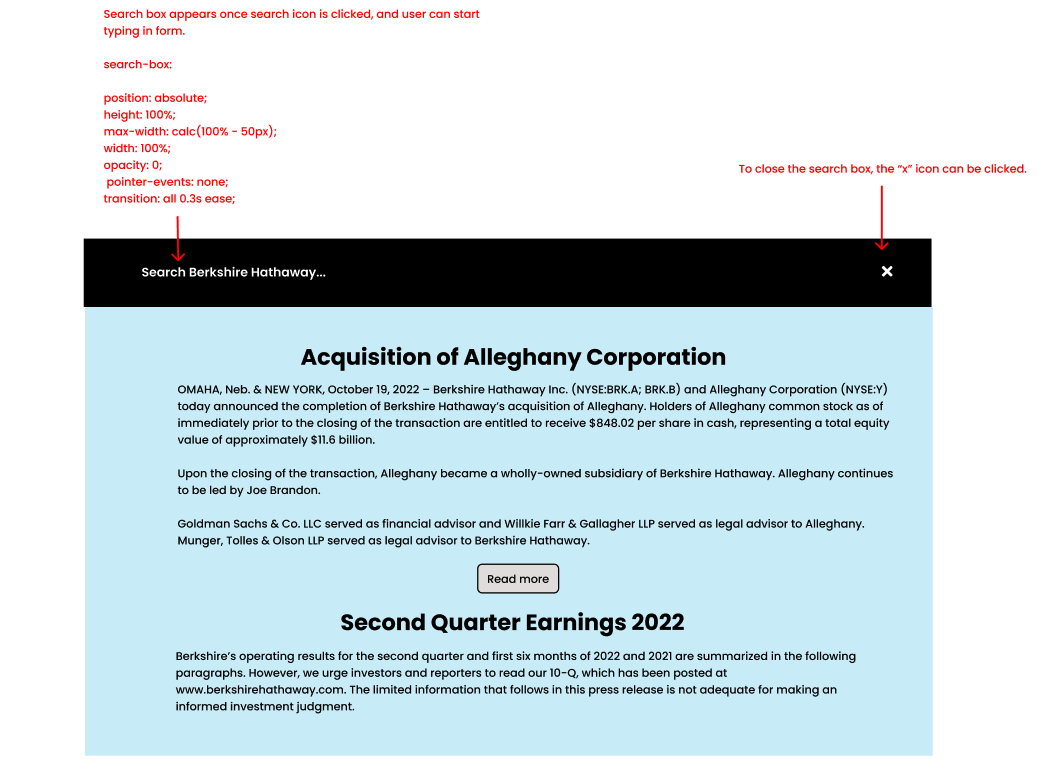 Search box appears once search icon is clicked, and user can start
typing in form.
search-box:
position: absolute;
height: 100%;
max-width: calc(100% - 50px);
width: 100%;
opacity: 0;
pointer-events: none;
transition: all 0.3s ease;
To close the search box, the “x” icon can be clicked.
Search Berkshire Hathaway...
Acquisition of Alleghany Corporation
OMAHA, Neb. & NEW YORK, October 19, 2022 – Berkshire Hathaway Inc. (NYSE:BRK.A; BRK.B) and Alleghany Corporation (NYSE:Y)
today announced the completion of Berkshire Hathaway’s acquisition of Alleghany. Holders of Alleghany common stock as of
immediately prior to the closing of the transaction are entitled to receive $848.02 per share in cash, representing a total equity
value of approximately $11.6 billion.
Upon the closing of the transaction, Alleghany became a wholly-owned subsidiary of Berkshire Hathaway. Alleghany continues
to be led by Joe Brandon.
Goldman Sachs & Co. LLC served as financial advisor and Willkie Farr & Gallagher LLP served as legal advisor to Alleghany.
Munger, Tolles & Olson LLP served as legal advisor to Berkshire Hathaway.
Read more
Second Quarter Earnings 2022
Berkshire’s operating results for the second quarter and first six months of 2022 and 2021 are summarized in the following
paragraphs. However, we urge investors and reporters to read our 10-Q, which has been posted at
www.berkshirehathaway.com. The limited information that follows in this press release is not adequate for making an
informed investment judgment.